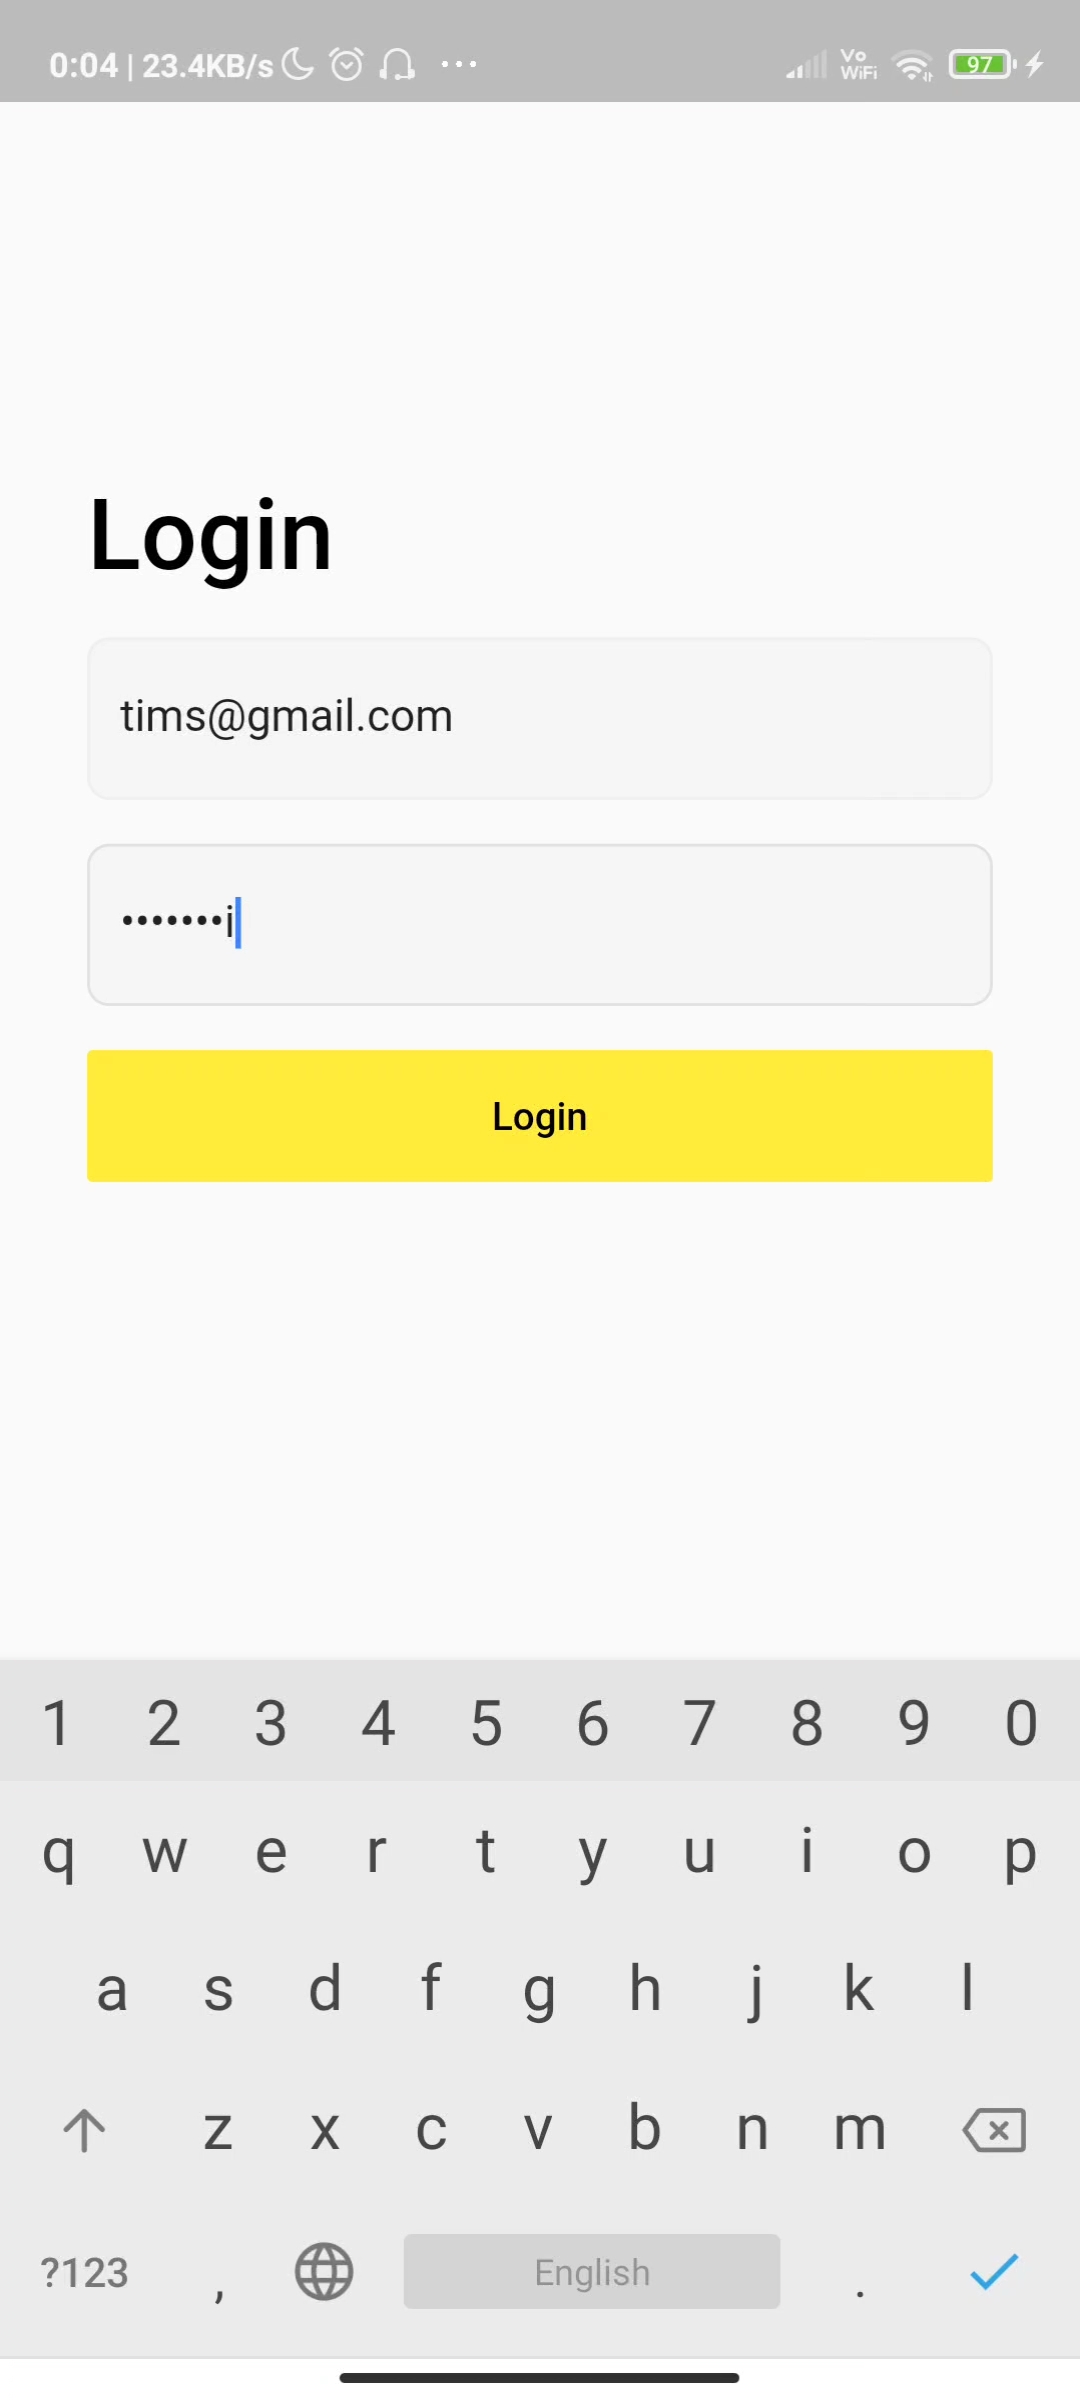 0:04 | 23.4KB/s ... Vo WiFi 97
Login
tims@gmail.com
•••••••i
Login
1 2 3 4 5 6 7 8 9 0
q w e r t y u i o p
a s d f g h j k l
z x c v b n m
?123 , English .